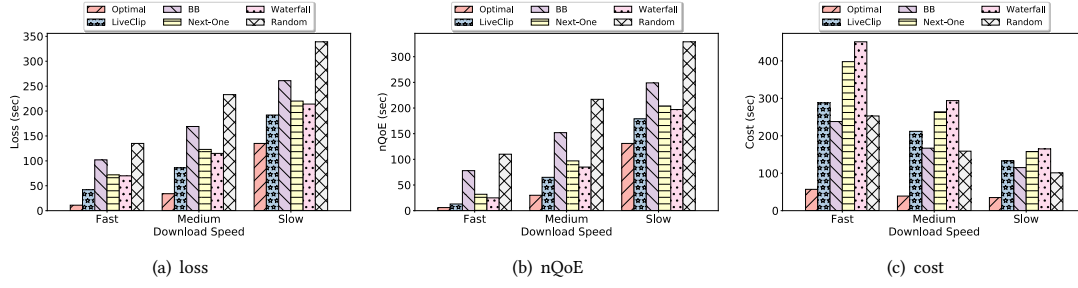 Optimal BB Waterfall
LiveClip Next-One Random
350
300
250
200
150
100
50
0
Loss (sec)
Fast Medium Slow
Download Speed
(a) loss
Optimal BB Waterfall
LiveClip Next-One Random
300
250
200
150
100
50
0
nQoE (sec)
Fast Medium Slow
Download Speed
(b) nQoE
Optimal BB Waterfall
LiveClip Next-One Random
400
300
200
100
0
Cost (sec)
Fast Medium Slow
Download Speed
(c) cost